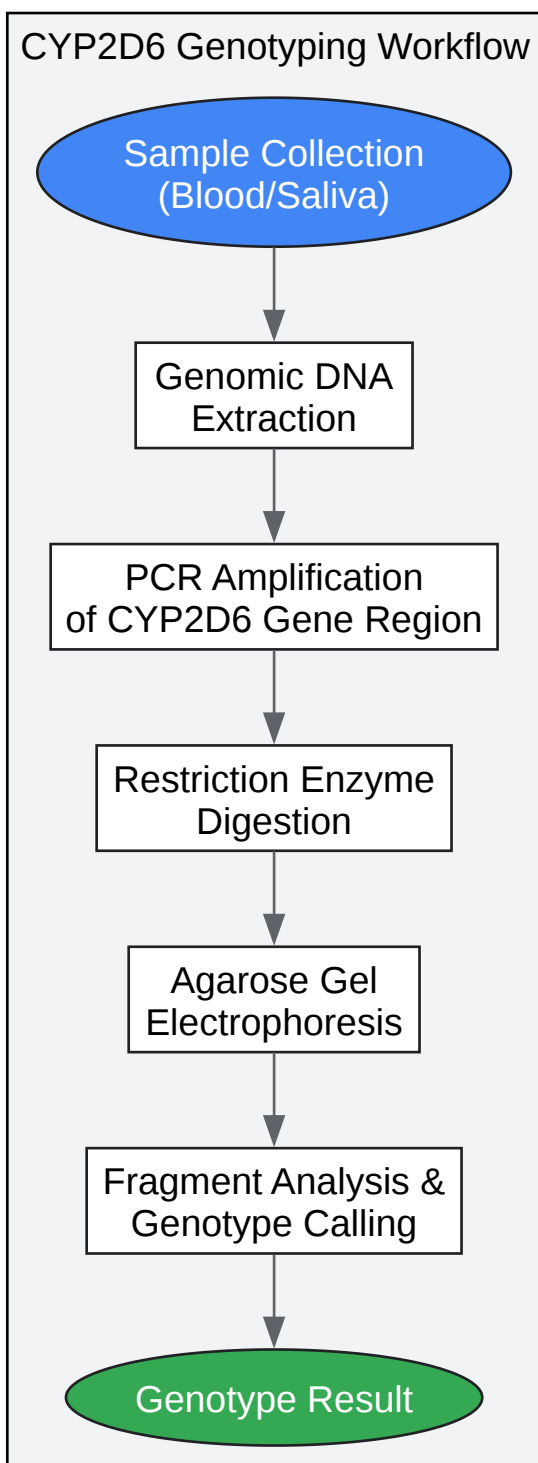 CYP2D6 Genotyping Workflow
Sample Collection
(Blood/Saliva)
Genomic DNA
Extraction
PCR Amplification
of CYP2D6 Gene Region
Restriction Enzyme
Digestion
Agarose Gel
Electrophoresis
Fragment Analysis &
Genotype Calling
Genotype Result